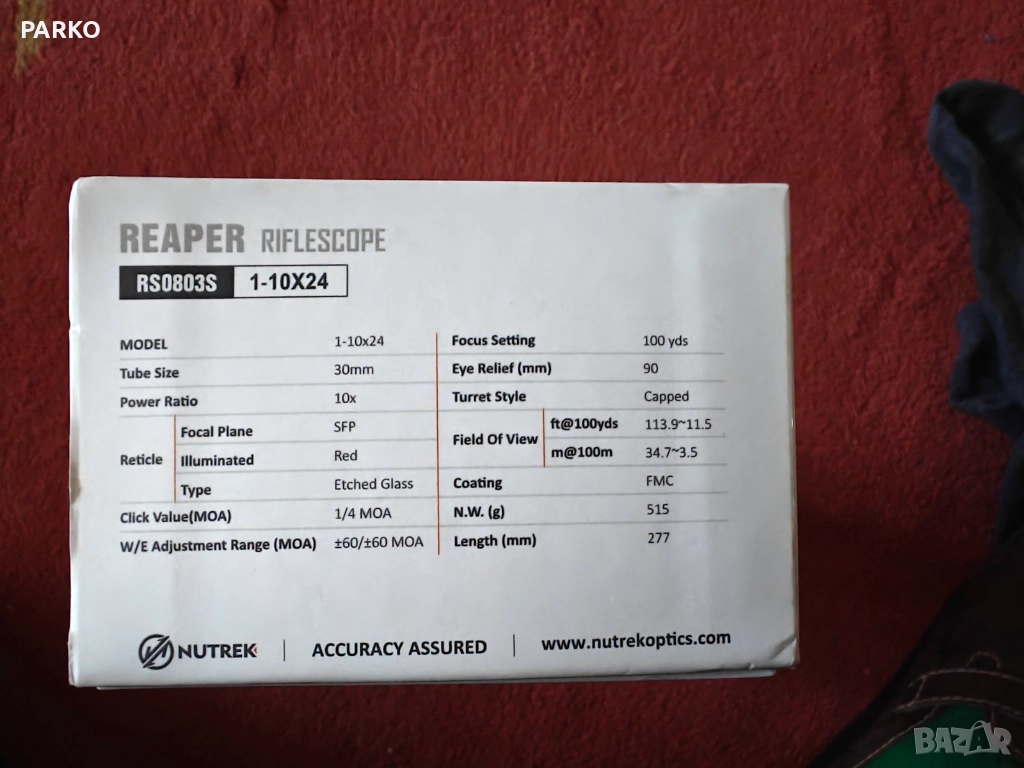 PARKO
REAPER RIFLESCOPE
RS0803S 1-10X24
MODEL 1-10x24
Tube Size 30mm
Power Ratio 10x
Reticle
Focal Plane SFP
Illuminated Red
Type Etched Glass
Click Value(MOA) 1/4 MOA
W/E Adjustment Range (MOA) ±60/±60 MOA
Focus Setting 100 yds
Eye Relief (mm) 90
Turret Style Capped
Field Of View
ft@100yds 113.9~11.5
m@100m 34.7~3.5
Coating FMC
N.W. (g) 515
Length (mm) 277
NUTREK ACCURACY ASSURED www.nutrekoptics.com
BAZAR